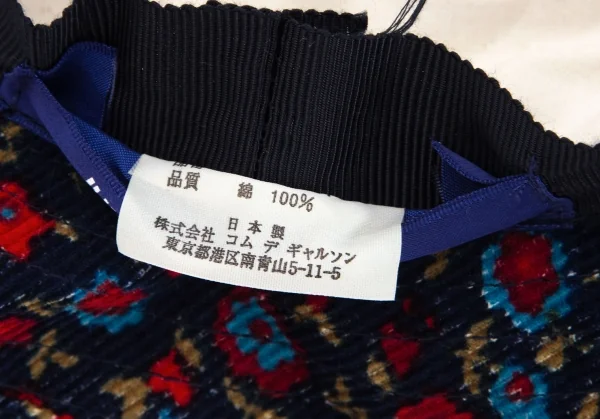 品質　綿 100%
日本製
株式会社 コム デ ギャルソン
東京都港区南青山5-11-5